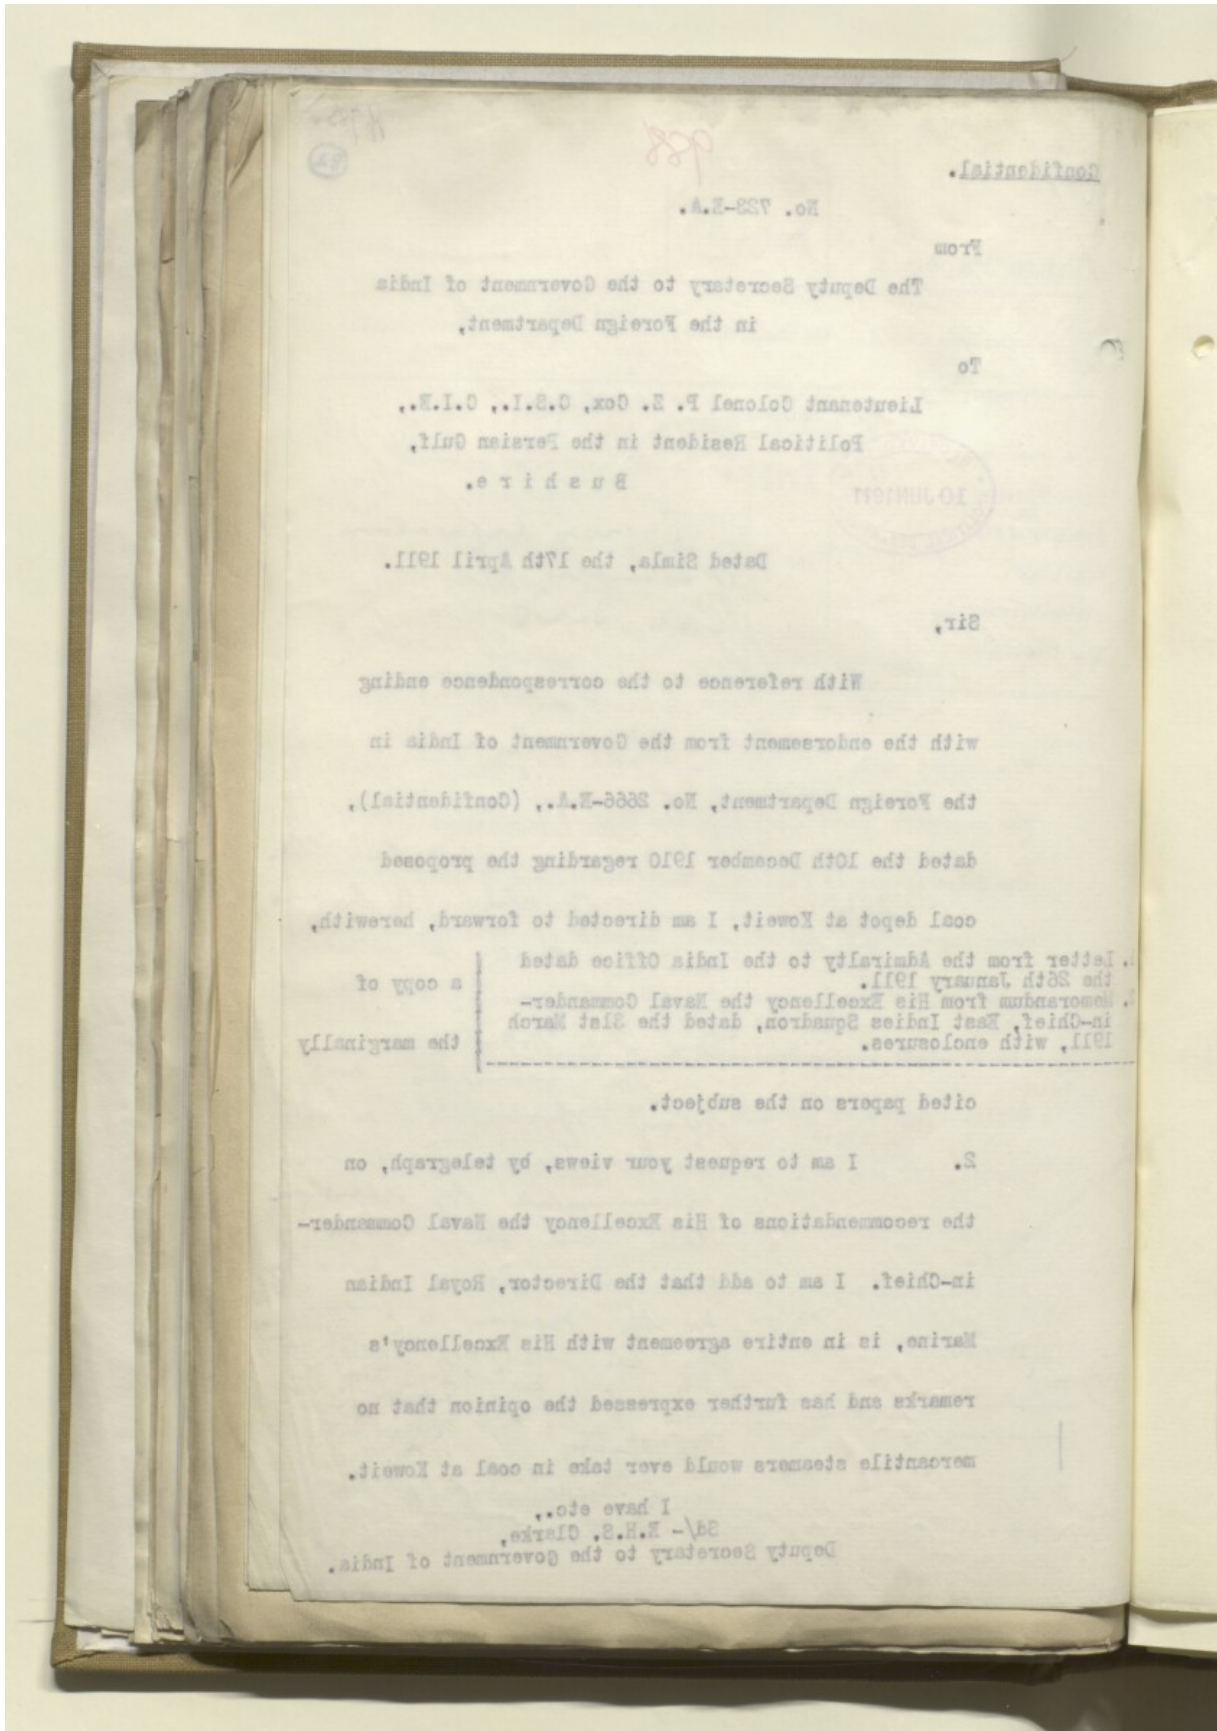 988
Confidential.
No. 723-E.A.
From
The Deputy Secretary to the Government of India
in the Foreign Department,
To
Lieutenant Colonel P. Z. Cox, C.S.I., C.I.E.,
Political Resident in the Persian Gulf,
Bushire.
10 JUN 1911
Dated Simla, the 17th April 1911.
Sir,
With reference to the correspondence ending
with the endorsement from the Government of India in
the Foreign Department, No. 2666-E.A., (Confidential),
dated the 10th December 1910 regarding the proposed
coal depot at Koweit, I am directed to forward, herewith,
1. Letter from the Admiralty to the India Office dated
the 26th January 1911.
2. Memorandum from His Excellency the Naval Commander-
in-Chief, East Indies Squadron, dated the 31st March
1911, with enclosures.
a copy of
the marginally
cited papers on the subject.
2. I am to request your views, by telegraph, on
the recommendations of His Excellency the Naval Commander-
in-Chief. I am to add that the Director, Royal Indian
Marine, is in entire agreement with His Excellency's
remarks and has further expressed the opinion that no
mercantile steamers would ever take in coal at Koweit.
I have etc.,
Sd/- E.H.S. Clarke,
Deputy Secretary to the Government of India.